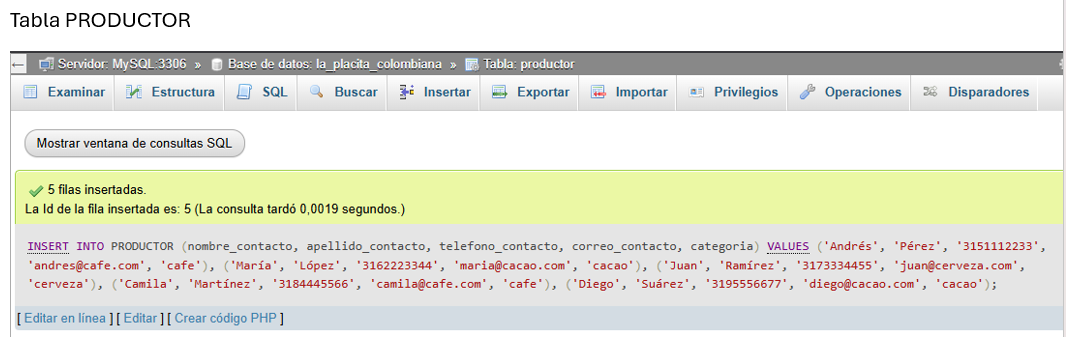 Tabla PRODUCTOR
← Servidor: MySQL:3306 » Base de datos: la_placita_colombiana » Tabla: productor
Examinar Estructura SQL Buscar Insertar Exportar Importar Privilegios Operaciones Disparadores
Mostrar ventana de consultas SQL
5 filas insertadas.
La Id de la fila insertada es: 5 (La consulta tardó 0,0019 segundos.)
INSERT INTO PRODUCTOR (nombre_contacto, apellido_contacto, telefono_contacto, correo_contacto, categoria) VALUES ('Andrés', 'Pérez', '3151112233',
'andres@cafe.com', 'cafe'), ('María', 'López', '3162223344', 'maria@cacao.com', 'cacao'), ('Juan', 'Ramírez', '3173334455', 'juan@cerveza.com',
'cerveza'), ('Camila', 'Martínez', '3184445566', 'camila@cafe.com', 'cafe'), ('Diego', 'Suárez', '3195556677', 'diego@cacao.com', 'cacao');
[ Editar en línea ] [ Editar ] [ Crear código PHP ]